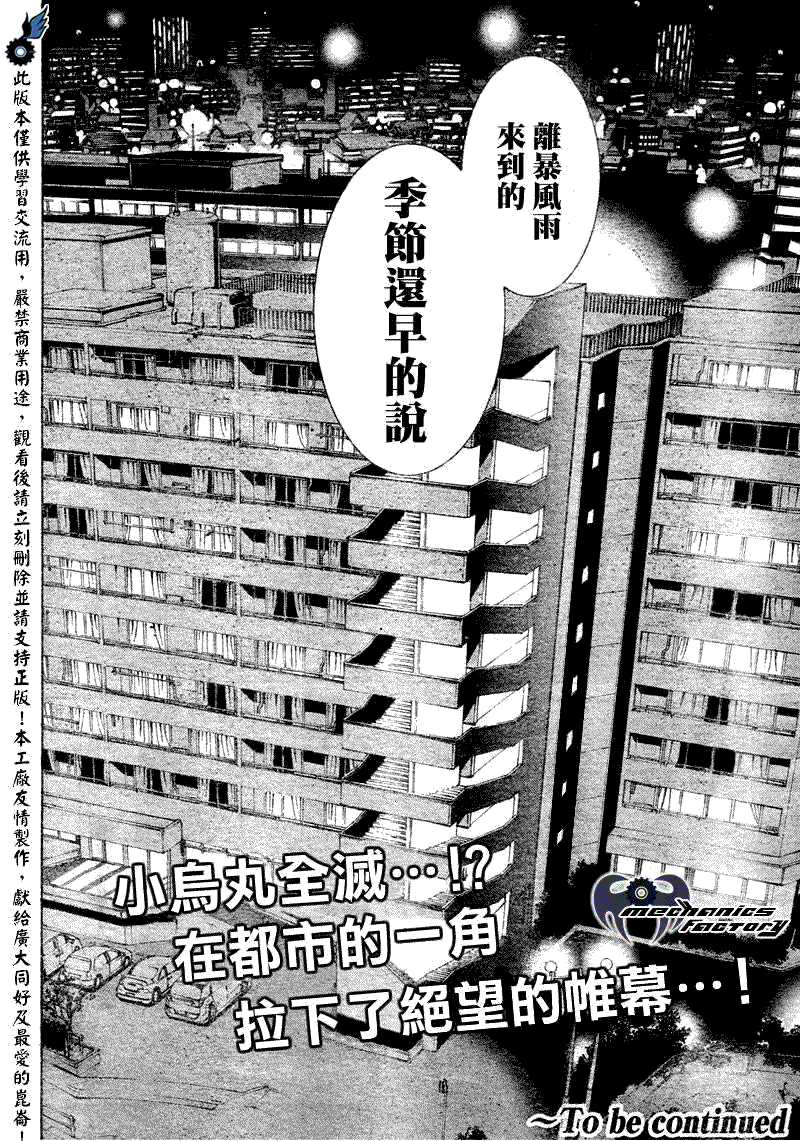 離暴風雨
來到的
季節還早的說
小烏丸全滅…!?
在都市的一角
拉下了絕望的帷幕…!
mechanics
factory
~To be continued
此版本僅供學習交流用,嚴禁商業用途,觀看後請立刻刪除並請支持正版!本工廠友情製作,獻給廣大同好及最愛的崑崙!